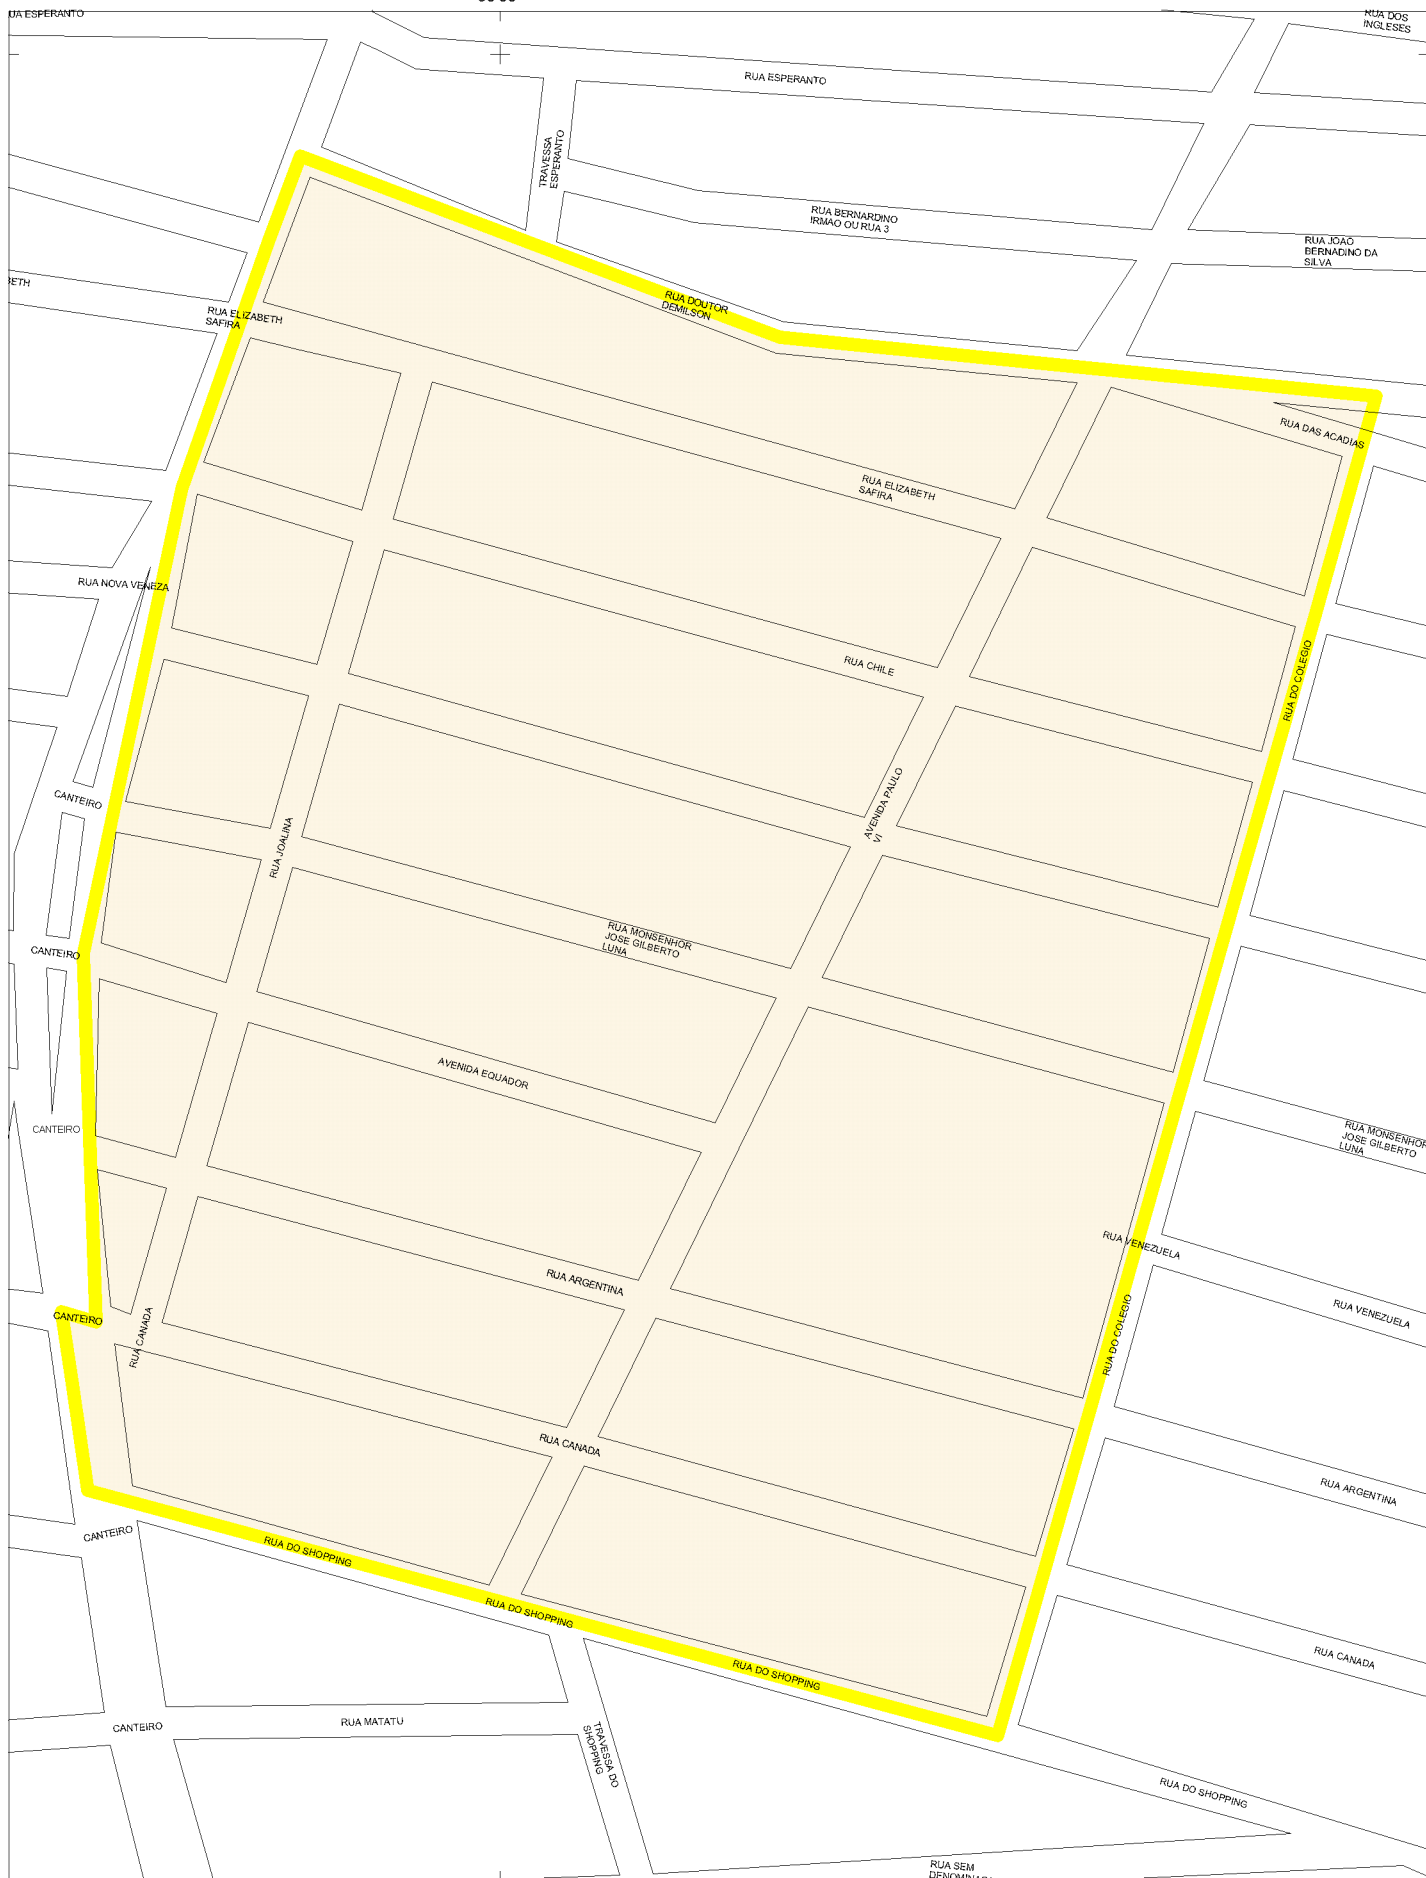 UA ESPERANTO
RUA DOS
INGLESES
RUA ESPERANTO
TRAVESSA
ESPERANTO
RUA BERNARDINO
IRMAO OU RUA 3
RUA JOAO
BERNADINO DA
SILVA
RUA DOUTOR
DEMILSON
RUA ELIZABETH
SAFIRA
RUA DAS ACADIAS
RUA ELIZABETH
SAFIRA
RUA NOVA VENEZA
RUA CHILE
RUA DO COLEGIO
CANTEIRO
AVENIDA PAULO
VI
RUA JOALINA
RUA MONSENHOR
JOSE GILBERTO
LUNA
CANTEIRO
AVENIDA EQUADOR
CANTEIRO
RUA MONSENHOR
JOSE GILBERTO
LUNA
RUA VENEZUELA
RUA ARGENTINA
RUA VENEZUELA
CANTEIRO
RUA CANADA
RUA DO COLEGIO
RUA CANADA
RUA ARGENTINA
CANTEIRO
RUA DO SHOPPING
RUA DO SHOPPING
RUA CANADA
RUA DO SHOPPING
CANTEIRO
RUA MATATU
TRAVESSA DO
SHOPPING
RUA DO SHOPPING
RUA SEM